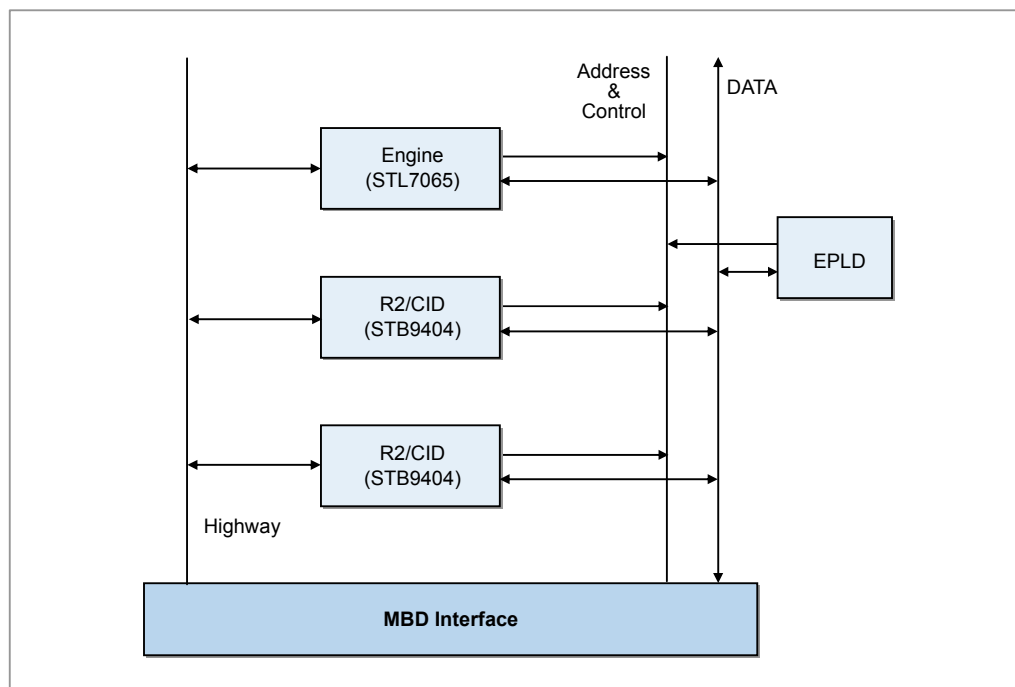 Address
&
Control
DATA
Engine
(STL7065)
EPLD
R2/CID
(STB9404)
R2/CID
(STB9404)
Highway
MBD Interface